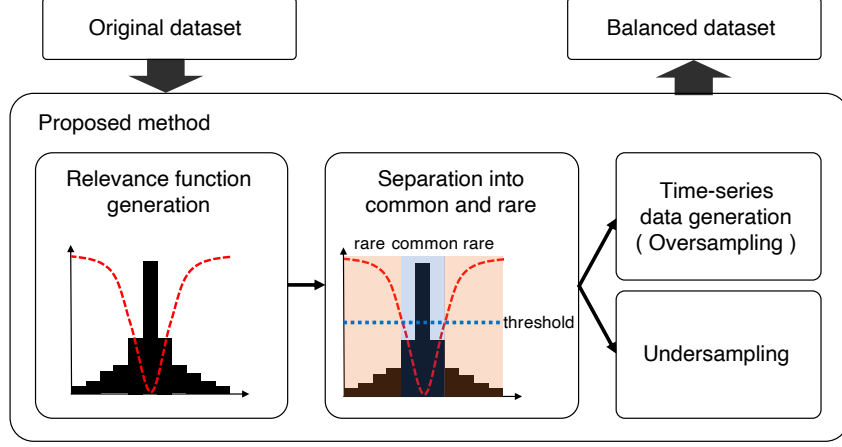 Original dataset
Balanced dataset
Proposed method
Relevance function
generation
Separation into
common and rare
rare common rare
threshold
Time-series
data generation
( Oversampling )
Undersampling